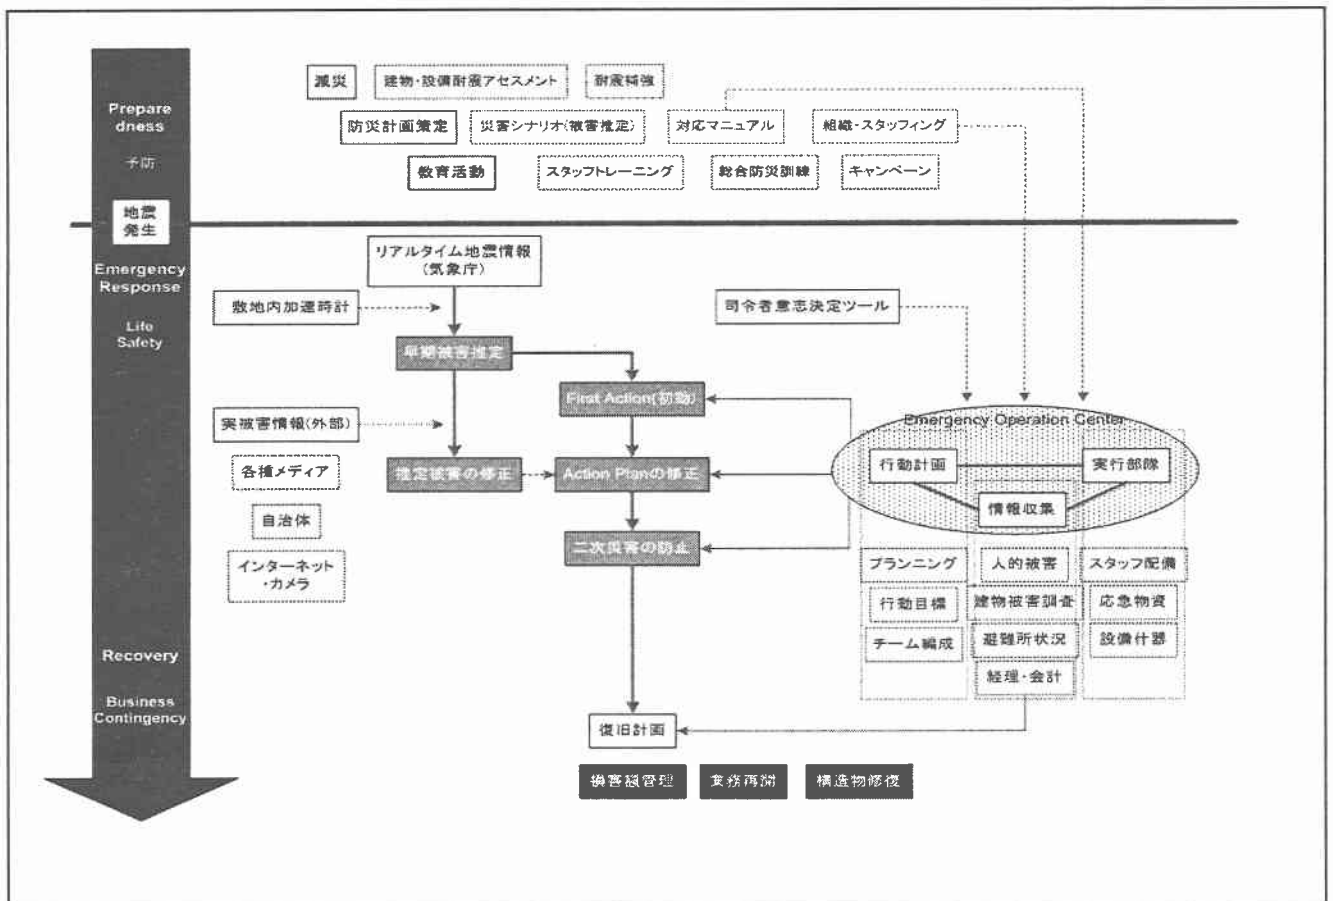 Prepare
dness
予防
減災
建物・設備耐震アセスメント
耐震補強
防災計画策定
災害シナリオ(被害推定)
対応マニュアル
組織・スタッフィング
教育活動
スタッフトレーニング
総合防災訓練
キャンペーン
地震
発生
Emergency
Response
Life
Safety
リアルタイム地震情報
(気象庁)
敷地内加速時計
司令者意志決定ツール
早期被害推定
First Action(初動)
実被害情報(外部)
各種メディア
自治体
インターネット
・カメラ
推定被害の修正
Action Planの修正
二次災害の防止
Emergency Operation Center
行動計画
実行部隊
情報収集
プランニング
人的被害
スタッフ配備
行動目標
建物被害調査
応急物資
チーム編成
避難所状況
設備什器
経理・会計
Recovery
Business
Contingency
復旧計画
損害額管理
業務再開
構造物修復